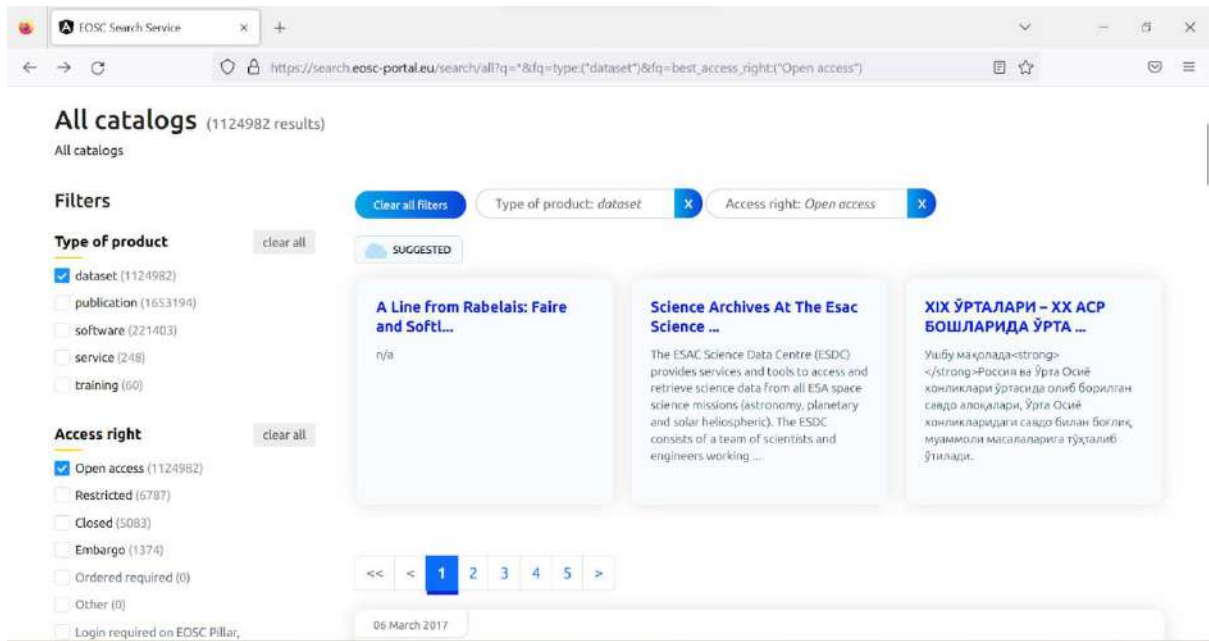 EOSC Search Service
https://search.eosc-portal.eu/search/all?q=*&fq=type:("dataset")&fq=best_access_right:("Open access")
All catalogs (1124982 results)
All catalogs
Filters
Clear all filters
Type of product: dataset
X
Access right: Open access
X
Type of product
clear all
SUGGESTED
dataset (1124982)
publication (1653194)
software (221403)
service (248)
training (60)
Access right
clear all
Open access (1124982)
Restricted (6787)
Closed (5083)
Embargo (1374)
Ordered required (0)
Other (0)
Login required on EOSC Pillar,
A Line from Rabelais: Faire
and Softl...
n/a
Science Archives At The Esac
Science ...
The ESAC Science Data Centre (ESDC)
provides services and tools to access and
retrieve science data from all ESA space
science missions (astronomy, planetary
and solar heliospheric). The ESDC
consists of a team of scientists and
engineers working ...
XIX ЎРТАЛАРИ – XX АСР
БОШЛАРИДА ЎРТА ...
Ушбу мақолада<strong>
</strong>Россия ва Ўрта Осиё
хонликлари ўртасида олиб борилган
савдо алоқалари, Ўрта Осиё
хонликларидаги савдо билан боғлиқ
муаммоли масалаларига тўхталиб
ўтилади.
<< < 1 2 3 4 5 >
06 March 2017